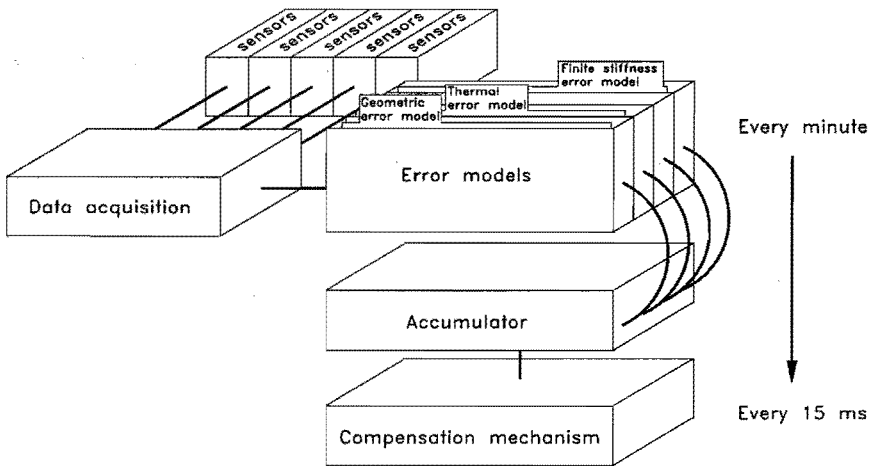 sensors
sensors
sensors
sensors
sensors
Finite stiffness
error model
Thermal
error model
Geometric
error model
Every minute
Error models
Data acquisition
Accumulator
Every 15 ms
Compensation mechanism